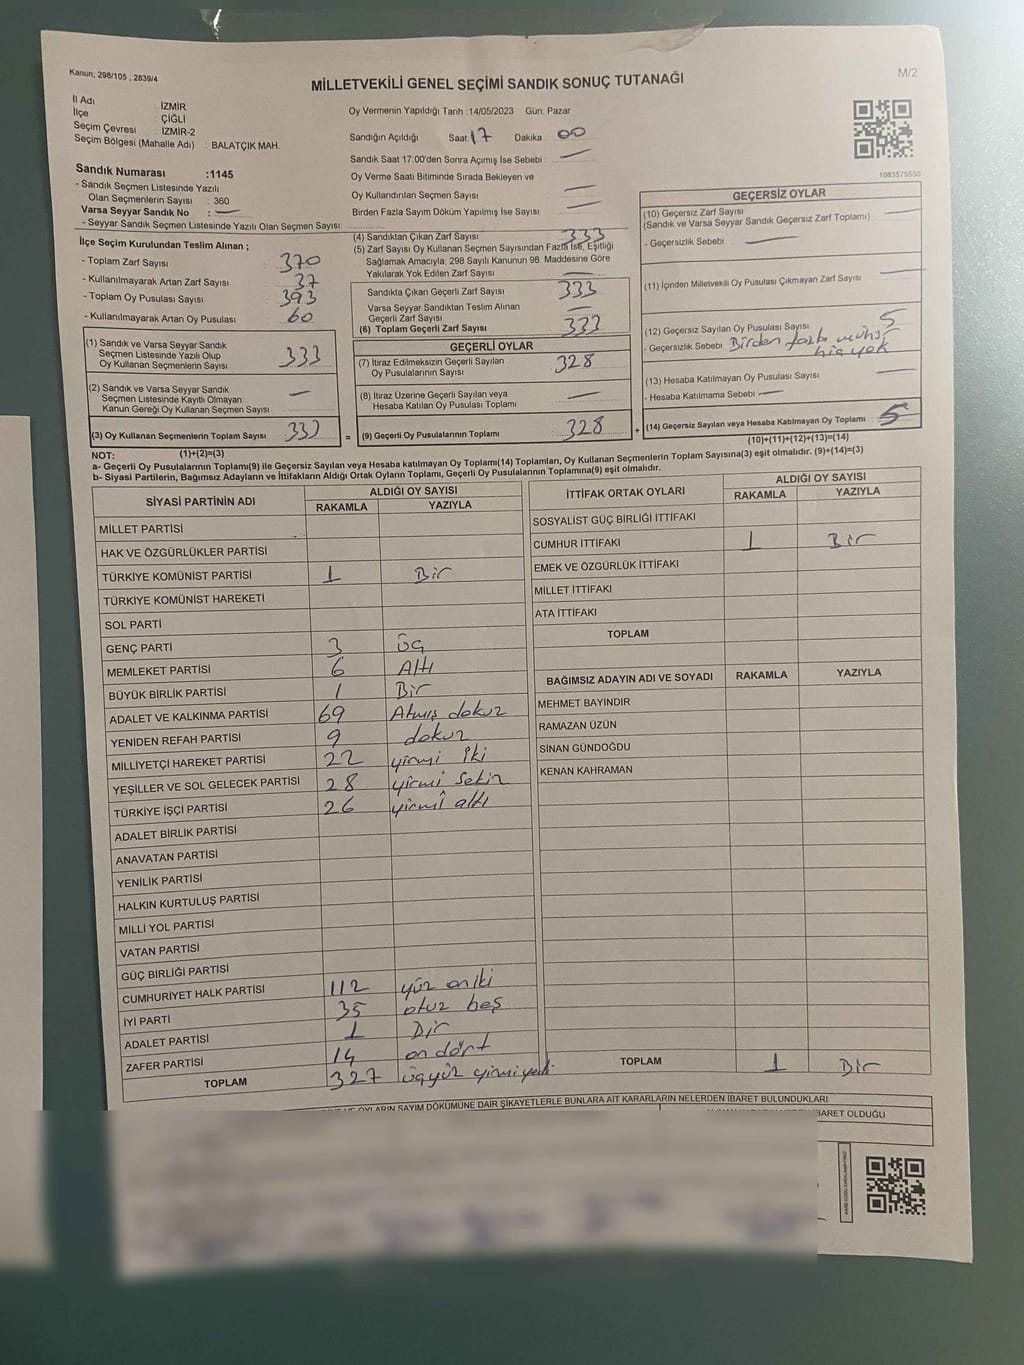 Kanun; 298/105 , 2839/4
M/2
MİLLETVEKİLİ GENEL SEÇİMİ SANDIK SONUÇ TUTANAĞI
İl Adı : İZMİR
İlçe : ÇİĞLİ
Seçim Çevresi : İZMİR-2
Seçim Bölgesi (Mahalle Adı) : BALATÇIK MAH.
Oy Vermenin Yapıldığı Tarih :14/05/2023 Gün: Pazar
Sandığın Açıldığı Saat: 17 Dakika : 00
Sandık Saat 17:00'den Sonra Açımış İse Sebebi : —
Oy Verme Saati Bitiminde Sırada Bekleyen ve
Oy Kullandırılan Seçmen Sayısı —
Birden Fazla Sayım Döküm Yapılmış İse Sayısı —
1083575550
Sandık Numarası :1145
- Sandık Seçmen Listesinde Yazılı
Olan Seçmenlerin Sayısı : 360
Varsa Seyyar Sandık No : —
- Seyyar Sandık Seçmen Listesinde Yazılı Olan Seçmen Sayısı:
İlçe Seçim Kurulundan Teslim Alınan ;
- Toplam Zarf Sayısı 370
- Kullanılmayarak Artan Zarf Sayısı : 37
- Toplam Oy Pusulası Sayısı : 393
- Kullanılmayarak Artan Oy Pusulası : 60
(1) Sandık ve Varsa Seyyar Sandık
Seçmen Listesinde Yazılı Olup
Oy Kullanan Seçmenlerin Sayısı 333
(2) Sandık ve Varsa Seyyar Sandık
Seçmen Listesinde Kayıtlı Olmayan
Kanun Gereği Oy Kullanan Seçmen Sayısı —
(3) Oy Kullanan Seçmenlerin Toplam Sayısı 333
(1)+(2)=(3)
(4) Sandıktan Çıkan Zarf Sayısı 333
(5) Zarf Sayısı Oy Kullanan Seçmen Sayısından Fazla İse, Eşitliği
Sağlamak Amacıyla; 298 Sayılı Kanunun 98. Maddesine Göre
Yakılarak Yok Edilen Zarf Sayısı —
Sandıkta Çıkan Geçerli Zarf Sayısı 333
Varsa Seyyar Sandıktan Teslim Alınan
Geçerli Zarf Sayısı —
(6) Toplam Geçerli Zarf Sayısı 333
GEÇERLİ OYLAR
(7) İtiraz Edilmeksizin Geçerli Sayılan
Oy Pusulalarının Sayısı 328
(8) İtiraz Üzerine Geçerli Sayılan veya
Hesaba Katılan Oy Pusulası Toplamı —
= (9) Geçerli Oy Pusulalarının Toplamı 328 +
GEÇERSİZ OYLAR
(10) Geçersiz Zarf Sayısı
(Sandık ve Varsa Seyyar Sandık Geçersiz Zarf Toplamı) —
- Geçersizlik Sebebi : —
(11) İçinden Milletvekili Oy Pusulası Çıkmayan Zarf Sayısı —
(12) Geçersiz Sayılan Oy Pusulası Sayısı 5
- Geçersizlik Sebebi Birden fazla mühür
hiç yok
(13) Hesaba Katılmayan Oy Pusulası Sayısı —
- Hesaba Katılmama Sebebi —
(14) Geçersiz Sayılan veya Hesaba Katılmayan Oy Toplamı 5
(10)+(11)+(12)+(13)=(14)
NOT:
a- Geçerli Oy Pusulalarının Toplamı(9) ile Geçersiz Sayılan veya Hesaba katılmayan Oy Toplamı(14) Toplamları, Oy Kullanan Seçmenlerin Toplam Sayısına(3) eşit olmalıdır. (9)+(14)=(3)
b- Siyasi Partilerin, Bağımsız Adayların ve İttifakların Aldığı Ortak Oyların Toplamı, Geçerli Oy Pusulalarının Toplamına(9) eşit olmalıdır.
SİYASİ PARTİNİN ADI
ALDIĞI OY SAYISI
RAKAMLA YAZIYLA
MİLLET PARTİSİ
HAK VE ÖZGÜRLÜKLER PARTİSİ
TÜRKİYE KOMÜNİST PARTİSİ 1 Bir
TÜRKİYE KOMÜNİST HAREKETİ
SOL PARTİ
GENÇ PARTİ 3 üç
MEMLEKET PARTİSİ 6 Altı
BÜYÜK BİRLİK PARTİSİ 1 Bir
ADALET VE KALKINMA PARTİSİ 69 Atmış dokuz
YENİDEN REFAH PARTİSİ 9 dokuz
MİLLİYETÇİ HAREKET PARTİSİ 22 yirmi iki
YEŞİLLER VE SOL GELECEK PARTİSİ 28 yirmi sekiz
TÜRKİYE İŞÇİ PARTİSİ 26 yirmi altı
ADALET BİRLİK PARTİSİ
ANAVATAN PARTİSİ
YENİLİK PARTİSİ
HALKIN KURTULUŞ PARTİSİ
MİLLİ YOL PARTİSİ
VATAN PARTİSİ
GÜÇ BİRLİĞİ PARTİSİ
CUMHURİYET HALK PARTİSİ 112 yüz oniki
İYİ PARTİ 35 otuz beş
ADALET PARTİSİ 1 Bir
ZAFER PARTİSİ 14 on dört
TOPLAM 327 üçyüz yirmiyedi
İTTİFAK ORTAK OYLARI
ALDIĞI OY SAYISI
RAKAMLA YAZIYLA
SOSYALİST GÜÇ BİRLİĞİ İTTİFAKI
CUMHUR İTTİFAKI 1 Bir
EMEK VE ÖZGÜRLÜK İTTİFAKI
MİLLET İTTİFAKI
ATA İTTİFAKI
TOPLAM
BAĞIMSIZ ADAYIN ADI VE SOYADI RAKAMLA YAZIYLA
MEHMET BAYINDIR
RAMAZAN ÜZÜN
SİNAN GÜNDOĞDU
KENAN KAHRAMAN
TOPLAM 1 Bir
OYLARIN SAYIM DÖKÜMÜNE DAİR ŞİKAYETLERLE BUNLARA AİT KARARLARIN NELERDEN İBARET BULUNDUKLARI
İBARET OLDUĞU